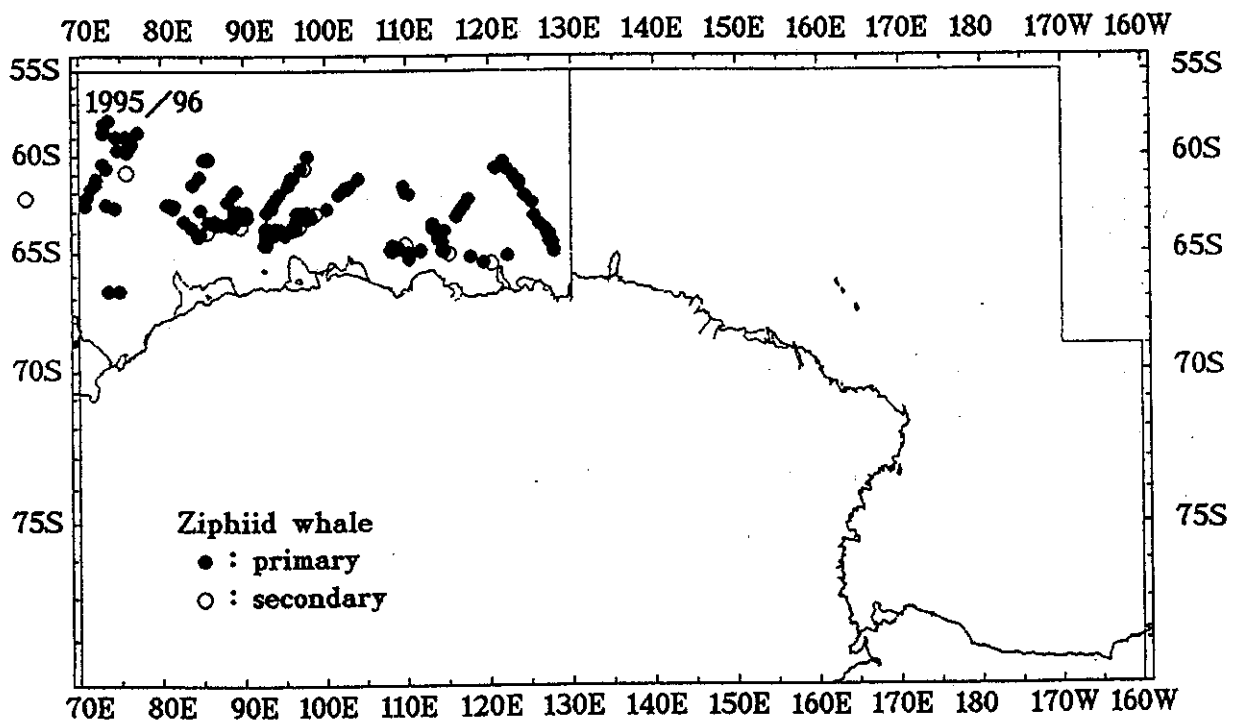 70E 80E 90E 100E 110E 120E 130E 140E 150E 160E 170E 180 170W 160W
55S 55S
1995/96
60S 60S
65S 65S
70S 70S
75S 75S
Ziphiid whale
● : primary
○ : secondary
70E 80E 90E 100E 110E 120E 130E 140E 150E 160E 170E 170W 160W